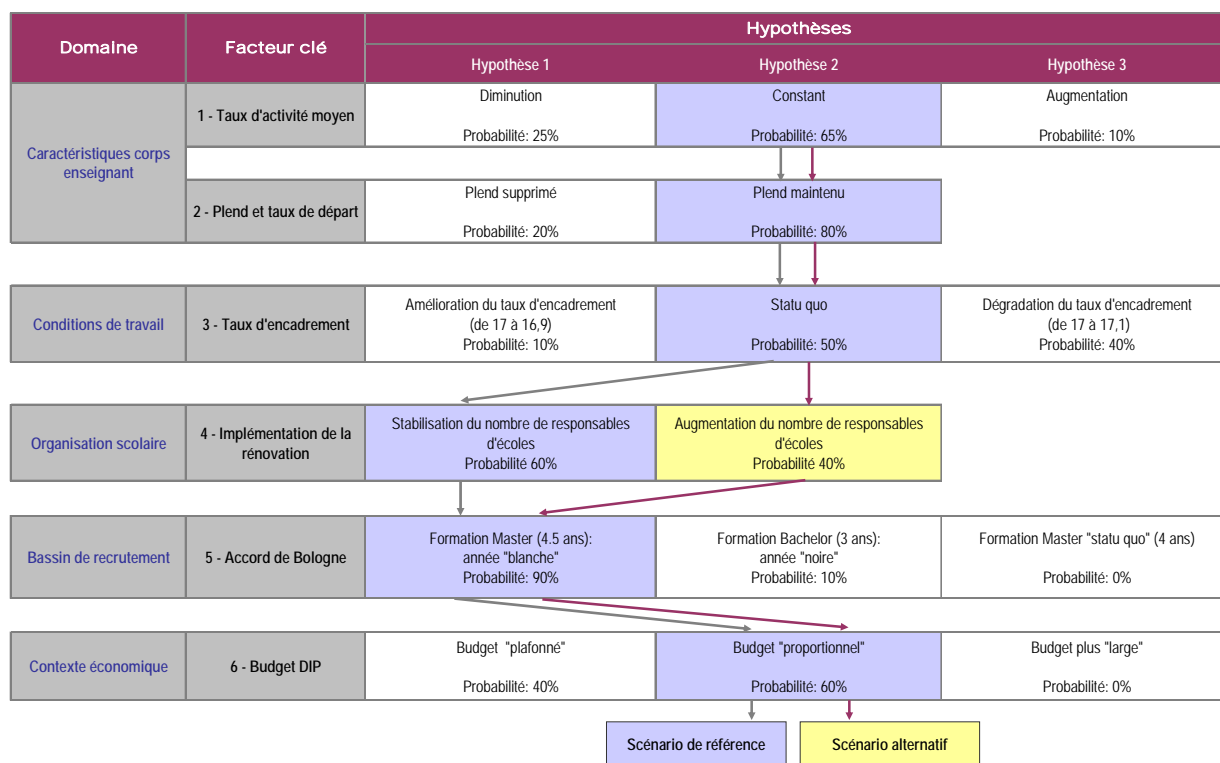 Domaine
Facteur clé
Hypothèses
Hypothèse 1
Hypothèse 2
Hypothèse 3
Caractéristiques corps
enseignant
1 - Taux d'activité moyen
Diminution
Probabilité: 25%
Constant
Probabilité: 65%
Augmentation
Probabilité: 10%
2 - Plend et taux de départ
Plend supprimé
Probabilité: 20%
Plend maintenu
Probabilité: 80%
Conditions de travail
3 - Taux d'encadrement
Amélioration du taux d'encadrement
(de 17 à 16,9)
Probabilité: 10%
Statu quo
Probabilité: 50%
Dégradation du taux d'encadrement
(de 17 à 17,1)
Probabilité: 40%
Organisation scolaire
4 - Implémentation de la
rénovation
Stabilisation du nombre de responsables
d'écoles
Probabilité 60%
Augmentation du nombre de responsables
d'écoles
Probabilité 40%
Bassin de recrutement
5 - Accord de Bologne
Formation Master (4.5 ans):
année "blanche"
Probabilité: 90%
Formation Bachelor (3 ans):
année "noire"
Probabilité: 10%
Formation Master "statu quo" (4 ans)
Probabilité: 0%
Contexte économique
6 - Budget DIP
Budget "plafonné"
Probabilité: 40%
Budget "proportionnel"
Probabilité: 60%
Budget plus "large"
Probabilité: 0%
Scénario de référence
Scénario alternatif